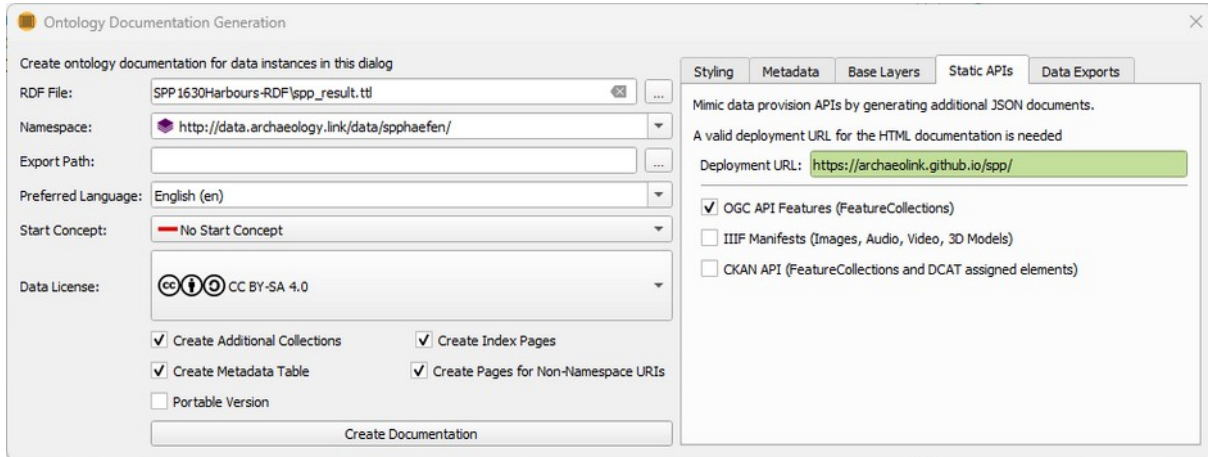 Ontology Documentation Generation
Create ontology documentation for data instances in this dialog
RDF File: SPP1630Harbours-RDF\spp_result.ttl ...
Namespace: http://data.archaeology.link/data/spphaefen/
Export Path: ...
Preferred Language: English (en)
Start Concept: No Start Concept
Data License: CC BY-SA 4.0
Create Additional Collections Create Index Pages
Create Metadata Table Create Pages for Non-Namespace URIs
Portable Version
Create Documentation
Styling Metadata Base Layers Static APIs Data Exports
Mimic data provision APIs by generating additional JSON documents.
A valid deployment URL for the HTML documentation is needed
Deployment URL: https://archaeolink.github.io/spp/
OGC API Features (FeatureCollections)
IIIF Manifests (Images, Audio, Video, 3D Models)
CKAN API (FeatureCollections and DCAT assigned elements)